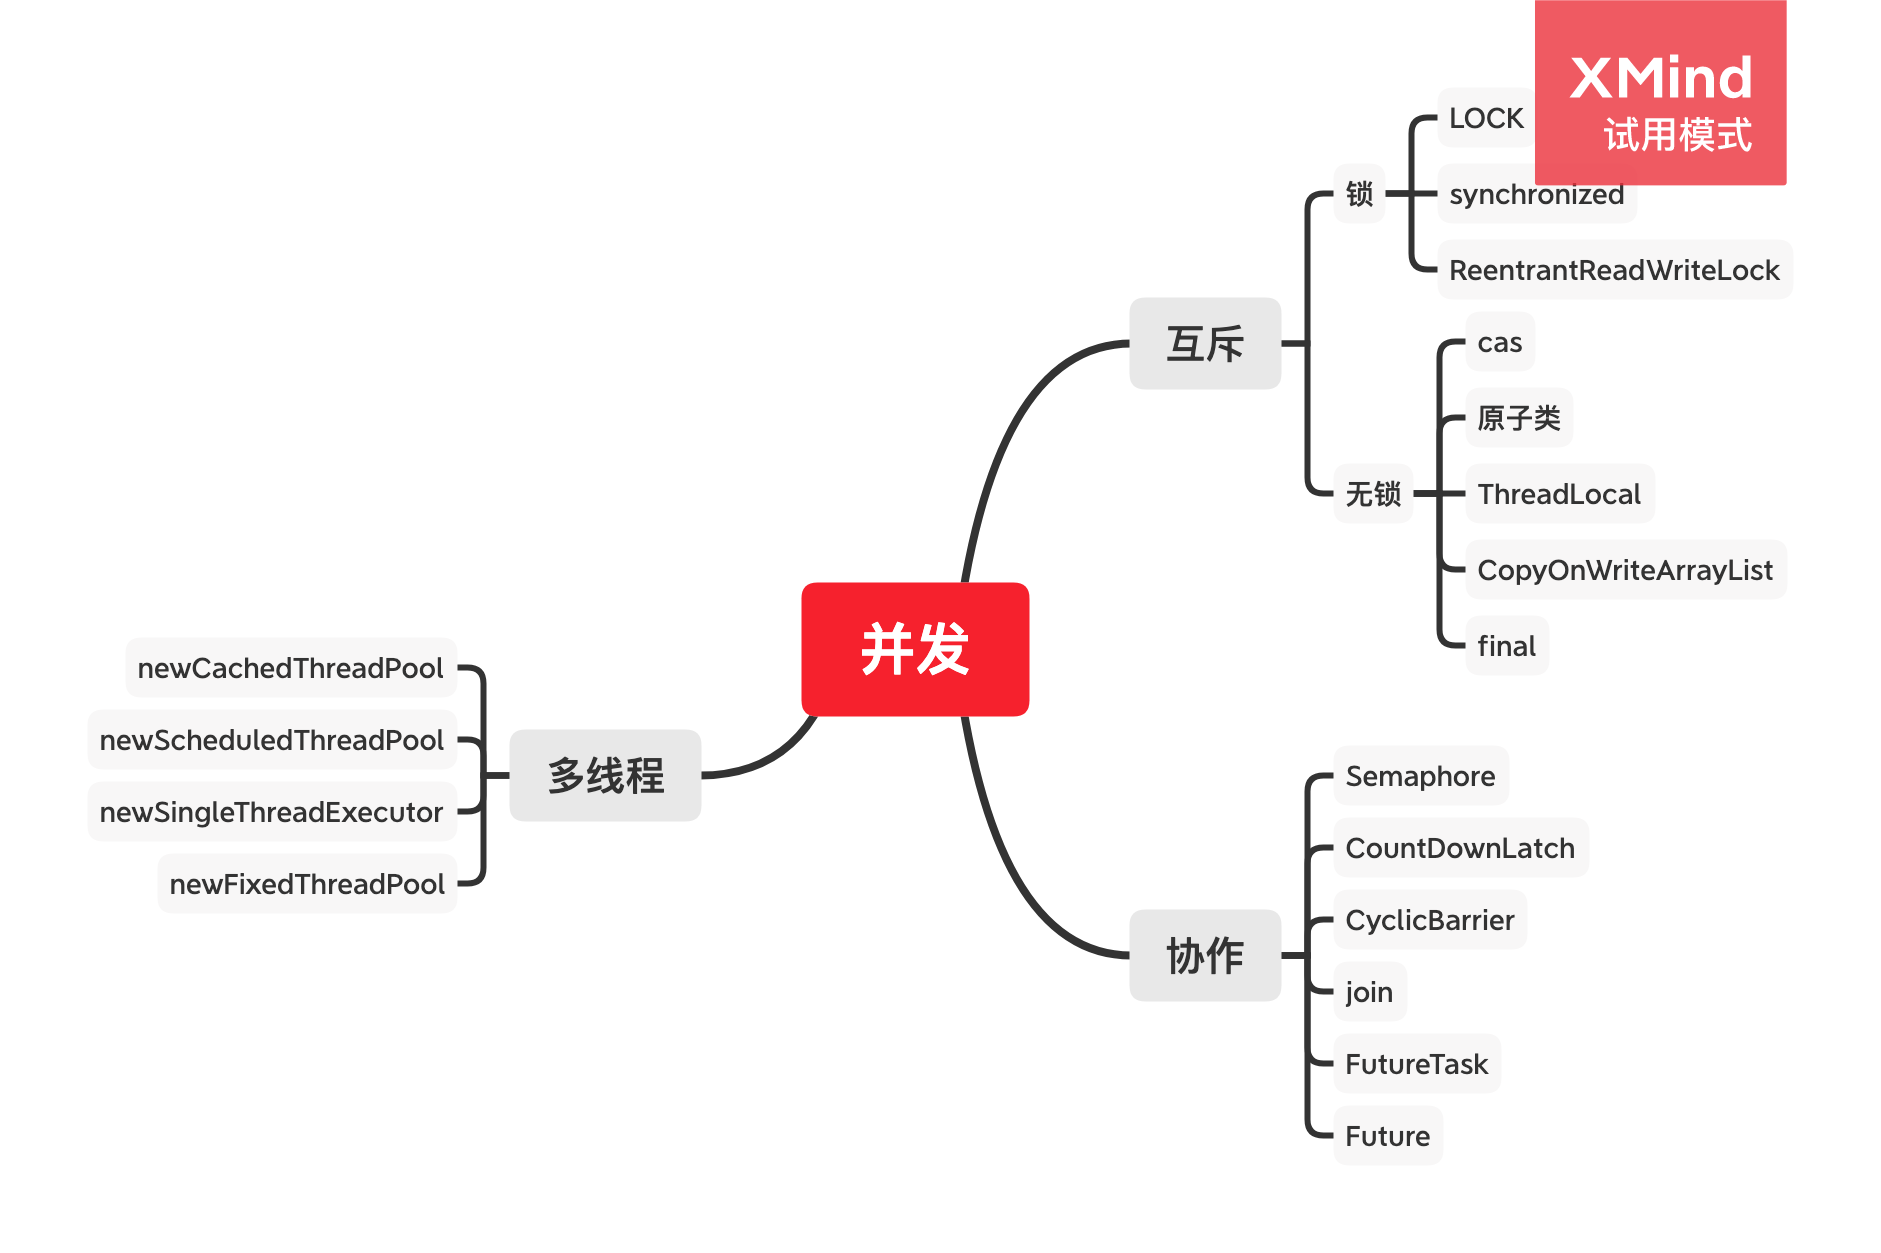 XMind
试用模式
并发
互斥
锁
LOCK
synchronized
ReentrantReadWriteLock
无锁
cas
原子类
ThreadLocal
CopyOnWriteArrayList
final
协作
Semaphore
CountDownLatch
CyclicBarrier
join
FutureTask
Future
多线程
newCachedThreadPool
newScheduledThreadPool
newSingleThreadExecutor
newFixedThreadPool